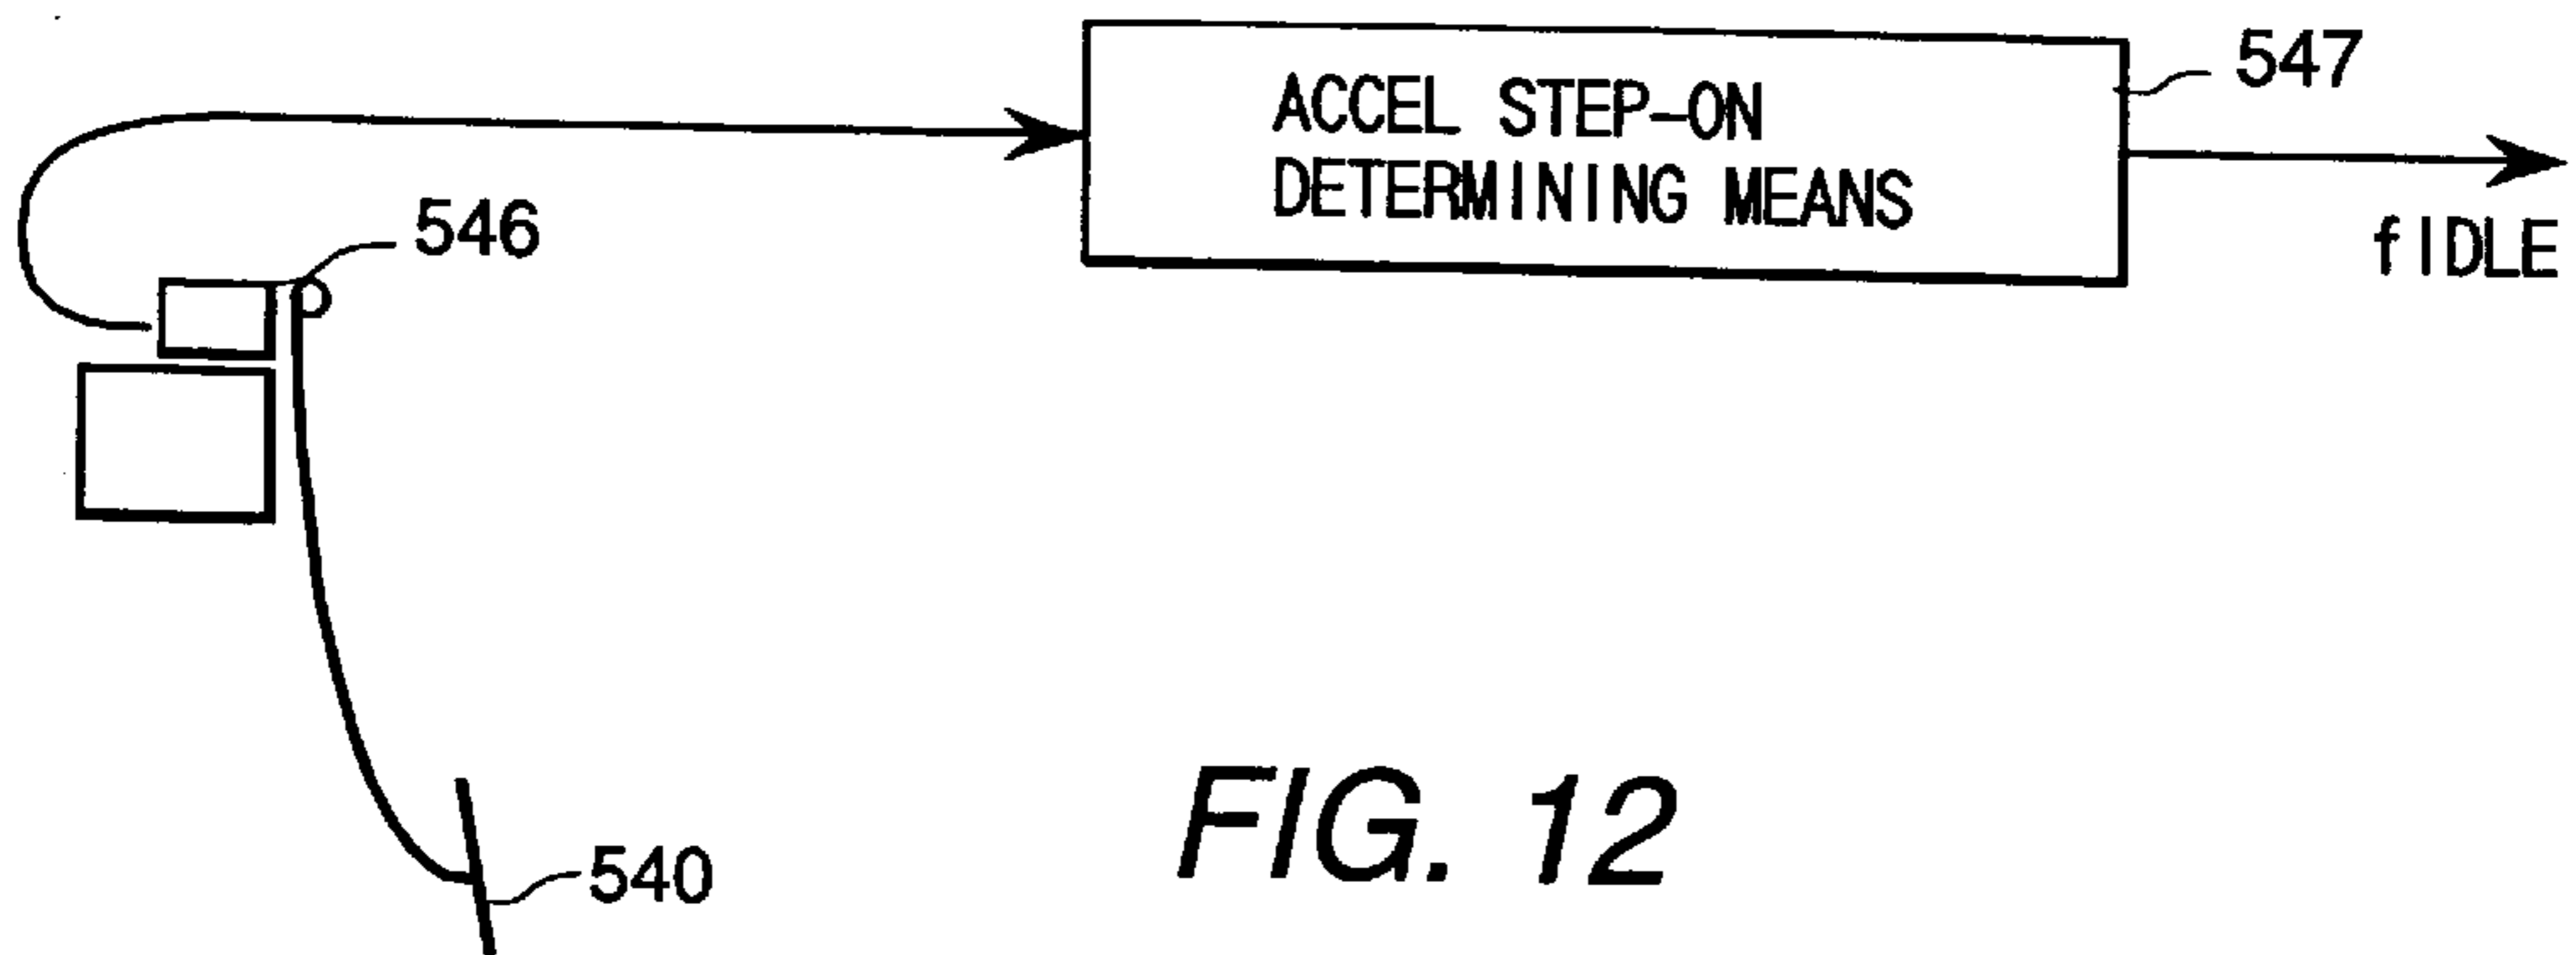 ACCEL STEP-ON
DETERMINING MEANS
547
fIDLE
546
540
FIG. 12